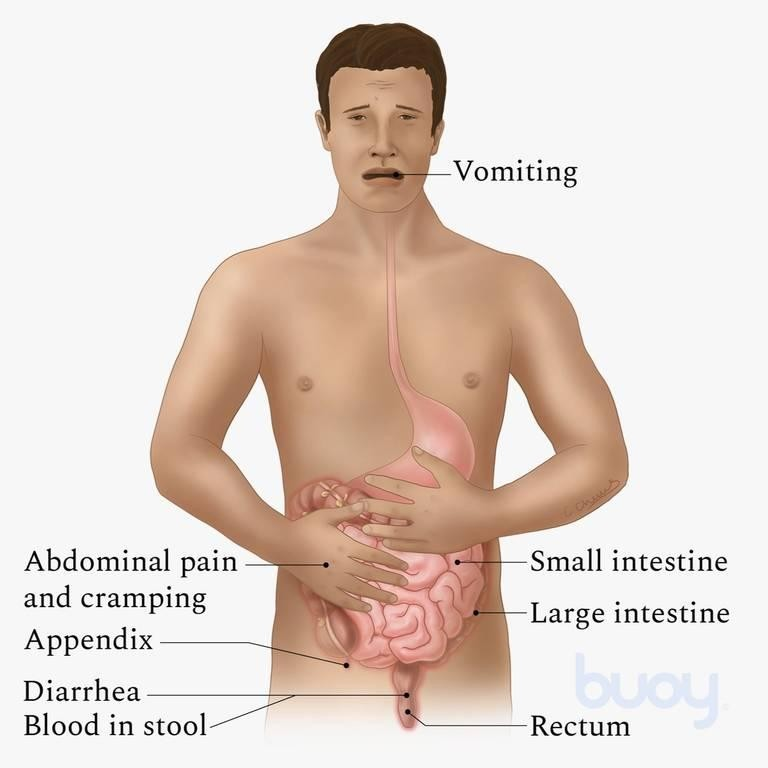 Vomiting
Abdominal pain
and cramping
Small intestine
Large intestine
Appendix
Diarrhea
Blood in stool
Rectum
buoy